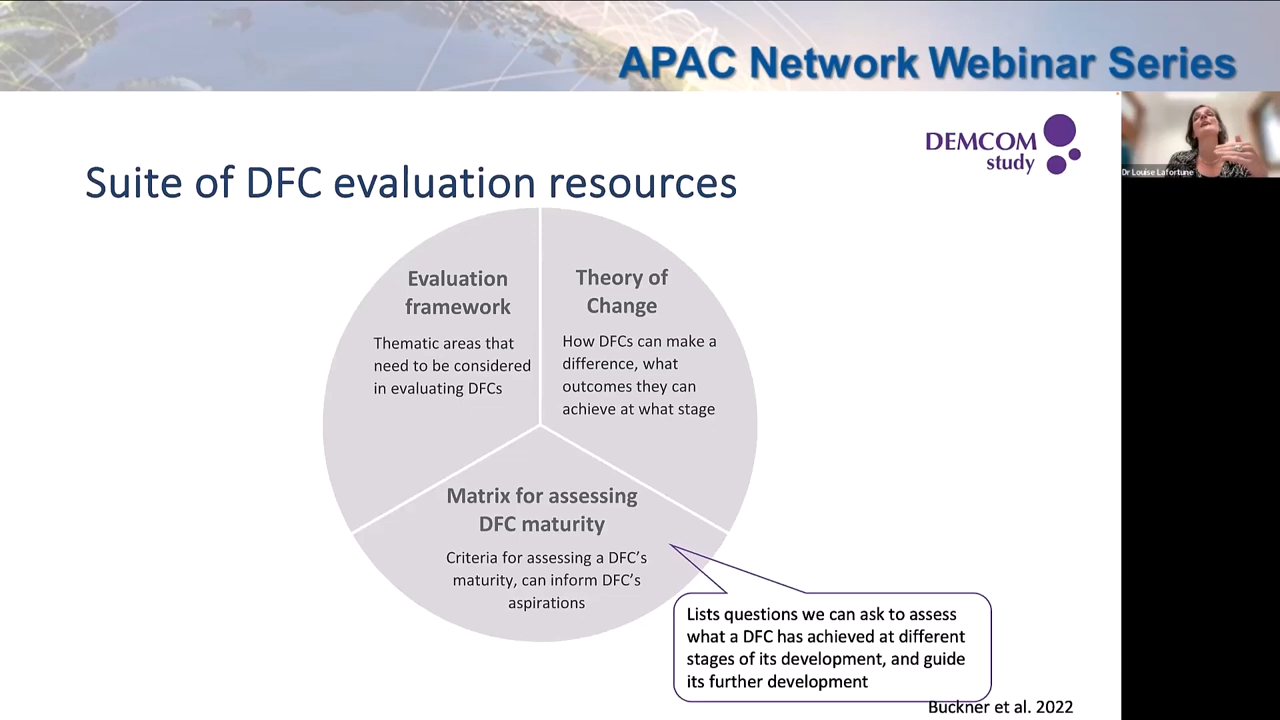 APAC Network Webinar Series
DEMCOM
study
Dr Louise Lafortune
Suite of DFC evaluation resources
Evaluation
framework
Thematic areas that
need to be considered
in evaluating DFCs
Theory of
Change
How DFCs can make a
difference, what
outcomes they can
achieve at what stage
Matrix for assessing
DFC maturity
Criteria for assessing a DFC’s
maturity, can inform DFC’s
aspirations
Lists questions we can ask to assess
what a DFC has achieved at different
stages of its development, and guide
its further development
Buckner et al. 2022